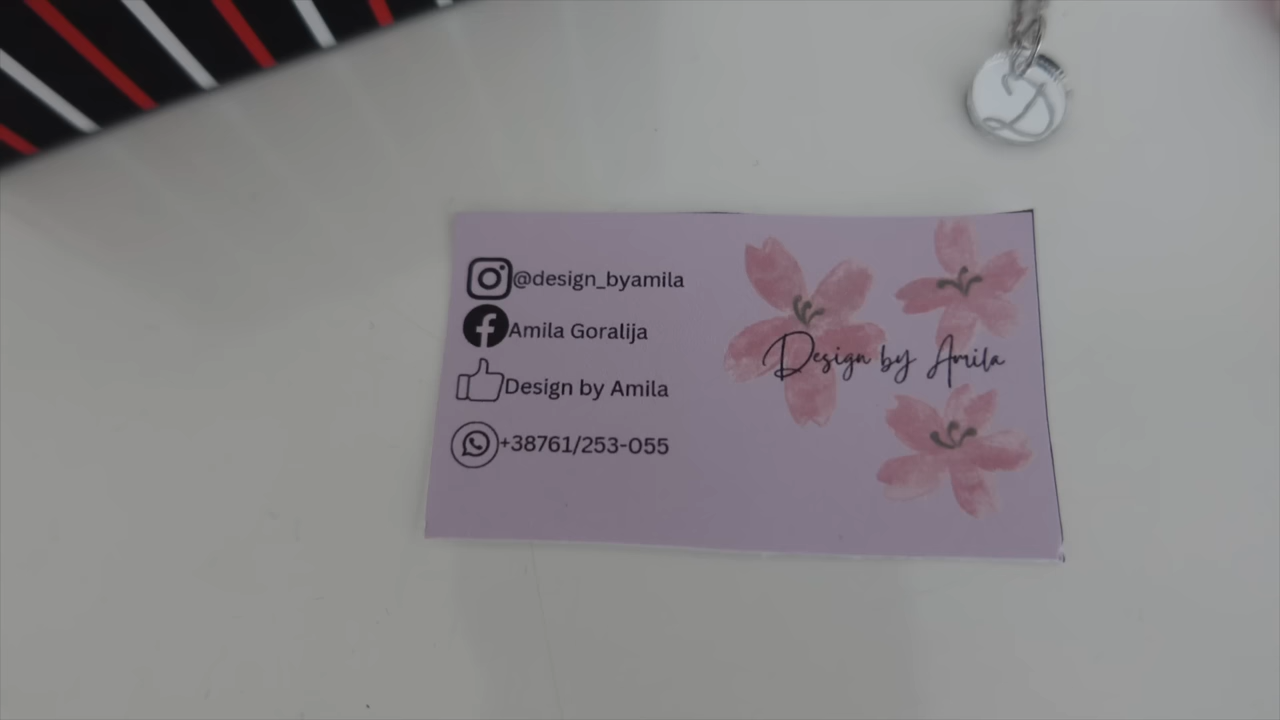 @design_byamila
Amila Goralija
Design by Amila
+38761/253-055
Design by Amila
D